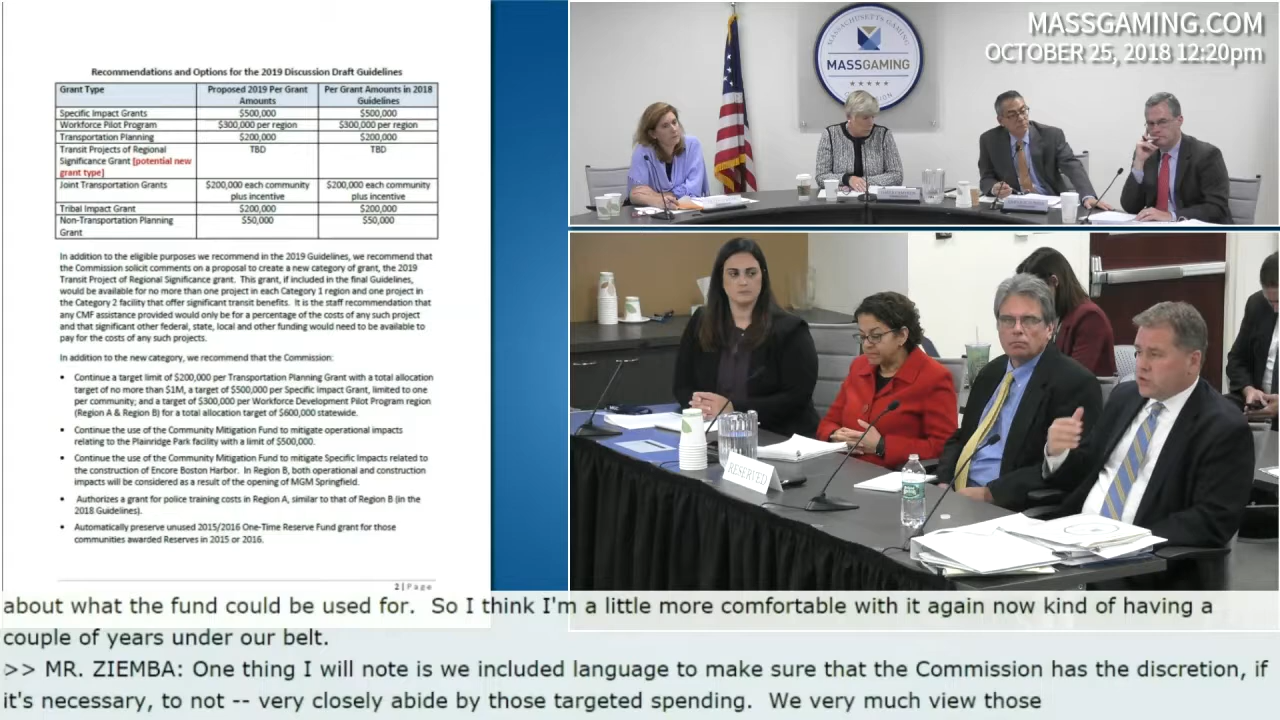 Recommendations and Options for the 2019 Discussion Draft Guidelines
Grant Type
Proposed 2019 Per Grant Amounts
Per Grant Amounts in 2018 Guidelines
Specific Impact Grants $500,000 $500,000
Workforce Pilot Program $300,000 per region $300,000 per region
Transportation Planning $200,000 $200,000
Transit Projects of Regional Significance Grant [potential new grant type] TBD TBD
Joint Transportation Grants $200,000 each community plus incentive $200,000 each community plus incentive
Tribal Impact Grant $200,000 $200,000
Non-Transportation Planning Grant $50,000 $50,000
In addition to the eligible purposes we recommend in the 2019 Guidelines, we recommend that
the Commission solicit comments on a proposal to create a new category of grant, the 2019
Transit Project of Regional Significance grant. This grant, if included in the final Guidelines,
would be available for no more than one project in each Category 1 region and one project in
the Category 2 facility that offer significant transit benefits. It is the staff recommendation that
any CMF assistance provided would only be for a percentage of the costs of any such project
and that significant other federal, state, local and other funding would need to be available to
pay for the costs of any such projects.
In addition to the new category, we recommend that the Commission:
• Continue a target limit of $200,000 per Transportation Planning Grant with a total allocation
target of no more than $1M, a target of $500,000 per Specific Impact Grant, limited to one
per community; and a target of $300,000 per Workforce Development Pilot Program region
(Region A & Region B) for a total allocation target of $600,000 statewide.
• Continue the use of the Community Mitigation Fund to mitigate operational impacts
relating to the Plainridge Park facility with a limit of $500,000.
• Continue the use of the Community Mitigation Fund to mitigate Specific Impacts related to
the construction of Encore Boston Harbor. In Region B, both operational and construction
impacts will be considered as a result of the opening of MGM Springfield.
• Authorizes a grant for police training costs in Region A, similar to that of Region B (in the
2018 Guidelines).
• Automatically preserve unused 2015/2016 One-Time Reserve Fund grant for those
communities awarded Reserves in 2015 or 2016.
2 | Page
MASSGAMING.COM
OCTOBER 25, 2018 12:20pm
MASSACHUSETTS GAMING
MASSGAMING
RESERVED
about what the fund could be used for. So I think I'm a little more comfortable with it again now kind of having a
couple of years under our belt.
>> MR. ZIEMBA: One thing I will note is we included language to make sure that the Commission has the discretion, if
it's necessary, to not -- very closely abide by those targeted spending. We very much view those